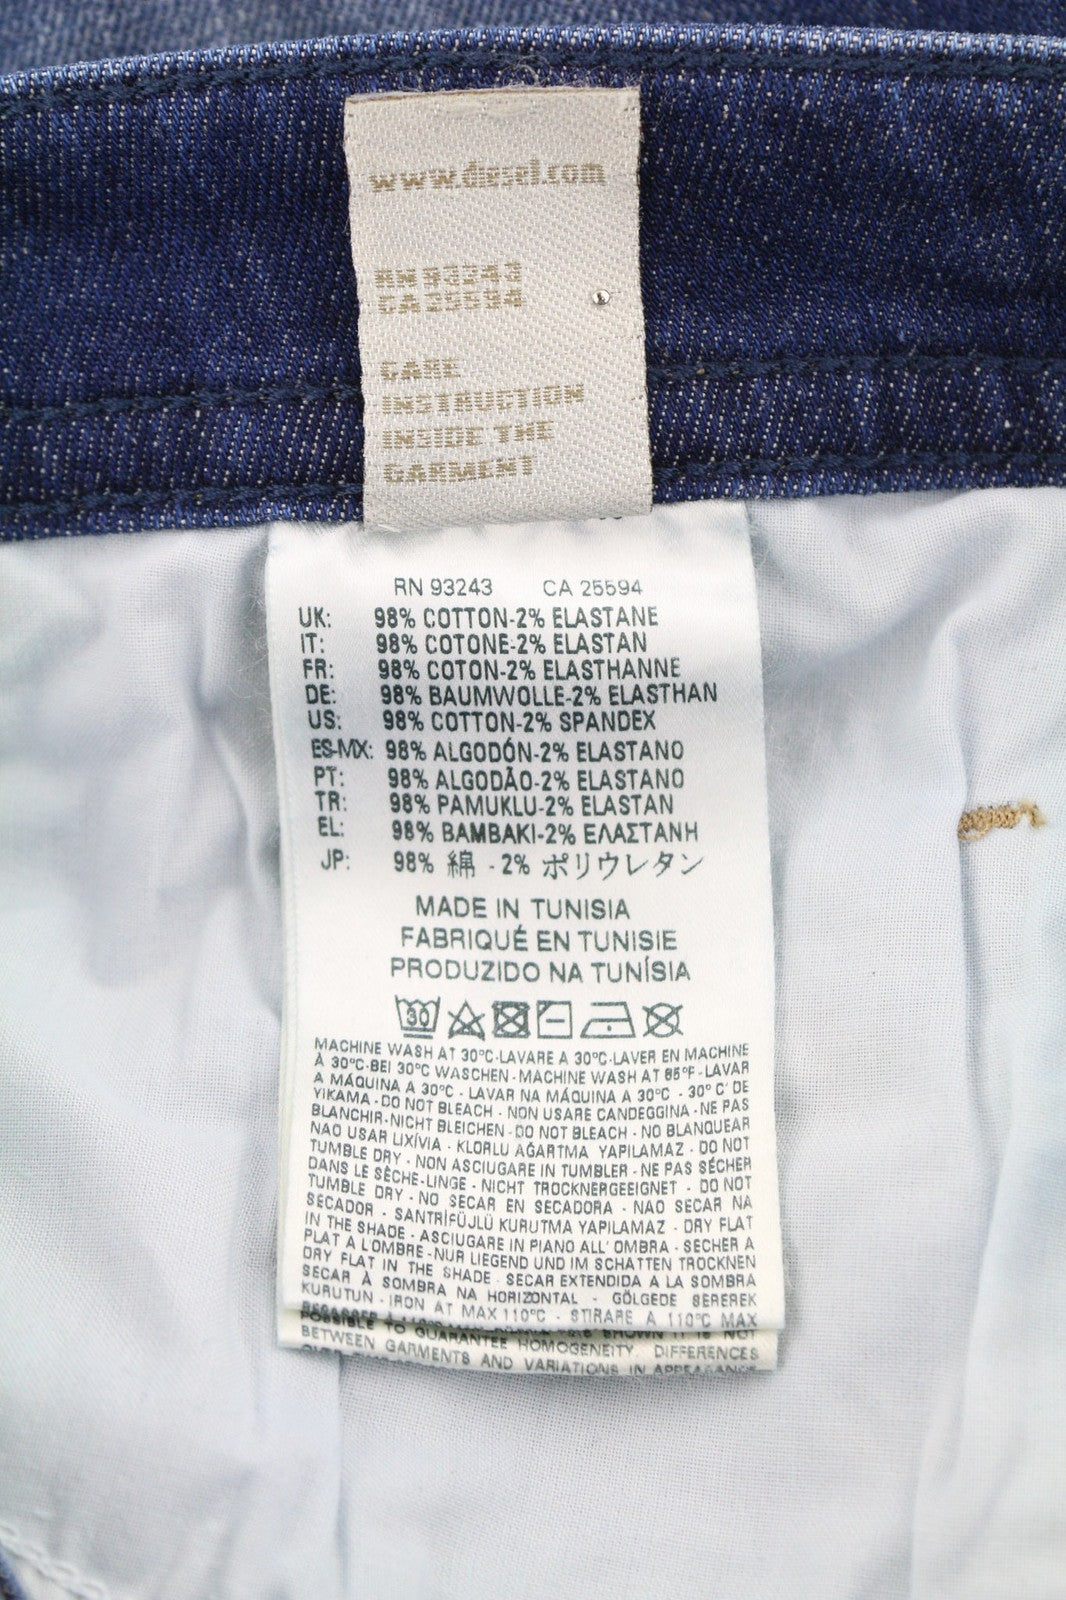 www.diesel.com
RN 93243
CA 25594
CARE
INSTRUCTION
INSIDE THE
GARMENT
RN 93243 CA 25594
UK: 98% COTTON-2% ELASTANE
IT: 98% COTONE-2% ELASTAN
FR: 98% COTON-2% ELASTHANNE
DE: 98% BAUMWOLLE-2% ELASTHAN
US: 98% COTTON-2% SPANDEX
ES-MX: 98% ALGODÓN-2% ELASTANO
PT: 98% ALGODÃO-2% ELASTANO
TR: 98% PAMUKLU-2% ELASTAN
EL: 98% ΒΑΜΒΑΚΙ-2% ΕΛΑΣΤΑΝΗ
JP: 98% 綿 - 2% ポリウレタン
MADE IN TUNISIA
FABRIQUÉ EN TUNISIE
PRODUZIDO NA TUNÍSIA
30
MACHINE WASH AT 30°C-LAVARE A 30°C-LAVER EN MACHINE
À 30°C-BEI 30°C WASCHEN - MACHINE WASH AT 85°F - LAVAR
A MÁQUINA A 30°C - LAVAR NA MÁQUINA A 30°C - 30° C' DE
YIKAMA - DO NOT BLEACH - NON USARE CANDEGGINA - NE PAS
BLANCHIR-NICHT BLEICHEN - DO NOT BLEACH - NO BLANQUEAR
NAO USAR LIXÍVIA - KLORLU AĞARTMA YAPILAMAZ - DO NOT
TUMBLE DRY - NON ASCIUGARE IN TUMBLER - NE PAS SÉCHER
DANS LE SÈCHE-LINGE - NICHT TROCKNERGEEIGNET - DO NOT
TUMBLE DRY - NO SECAR EN SECADORA - NAO SECAR NA
SECADOR - SANTRİFÜJLÜ KURUTMA YAPILAMAZ - DRY FLAT
IN THE SHADE - ASCIUGARE IN PIANO ALL' OMBRA - SECHER A
PLAT A L'OMBRE - NUR LIEGEND UND IM SCHATTEN TROCKNEN
DRY FLAT IN THE SHADE - SECAR EXTENDIDA A LA SOMBRA
SECAR À SOMBRA NA HORIZONTAL - GÖLGEDE SEREREK
KURUTUN - IRON AT MAX 110°C - STIRARE A 110°C MAX
POSSIBLE TO GUARANTEE HOMOGENEITY. DIFFERENCES
BETWEEN GARMENTS AND VARIATIONS IN APPEARANCE